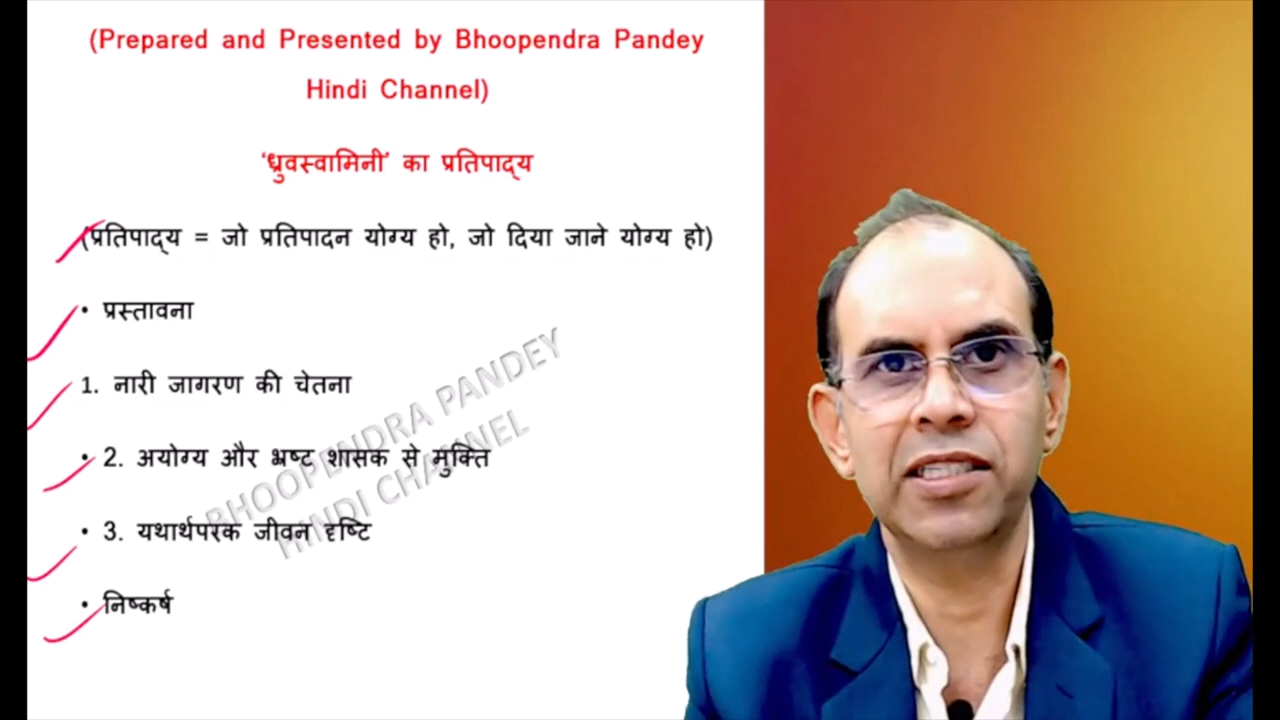 (Prepared and Presented by Bhoopendra Pandey
Hindi Channel)
‘ध्रुवस्वामिनी’ का प्रतिपाद्य
(प्रतिपाद्य = जो प्रतिपादन योग्य हो, जो दिया जाने योग्य हो)
• प्रस्तावना
1. नारी जागरण की चेतना
• 2. अयोग्य और भ्रष्ट शासक से मुक्ति
• 3. यथार्थपरक जीवन दृष्टि
• निष्कर्ष
BHOOPENDRA PANDEY
HINDI CHANNEL